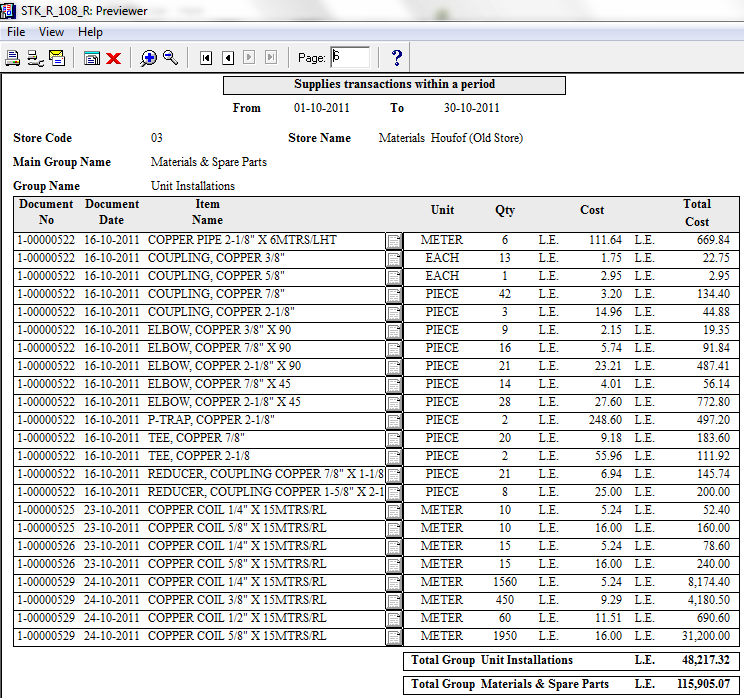 STK_R_108_R: Previewer
File View Help
Page: 6
Supplies transactions within a period
From 01-10-2011 To 30-10-2011
Store Code 03 Store Name Materials Houfof (Old Store)
Main Group Name Materials & Spare Parts
Group Name Unit Installations
Document No Document Date Item Name Unit Qty Cost Total Cost
1-00000522 16-10-2011 COPPER PIPE 2-1/8" X 6MTRS/LHT METER 6 L.E. 111.64 L.E. 669.84
1-00000522 16-10-2011 COUPLING, COPPER 3/8" EACH 13 L.E. 1.75 L.E. 22.75
1-00000522 16-10-2011 COUPLING, COPPER 5/8" EACH 1 L.E. 2.95 L.E. 2.95
1-00000522 16-10-2011 COUPLING, COPPER 7/8" PIECE 42 L.E. 3.20 L.E. 134.40
1-00000522 16-10-2011 COUPLING, COPPER 2-1/8" PIECE 3 L.E. 14.96 L.E. 44.88
1-00000522 16-10-2011 ELBOW, COPPER 3/8" X 90 PIECE 9 L.E. 2.15 L.E. 19.35
1-00000522 16-10-2011 ELBOW, COPPER 7/8" X 90 PIECE 16 L.E. 5.74 L.E. 91.84
1-00000522 16-10-2011 ELBOW, COPPER 2-1/8" X 90 PIECE 21 L.E. 23.21 L.E. 487.41
1-00000522 16-10-2011 ELBOW, COPPER 7/8" X 45 PIECE 14 L.E. 4.01 L.E. 56.14
1-00000522 16-10-2011 ELBOW, COPPER 2-1/8" X 45 PIECE 28 L.E. 27.60 L.E. 772.80
1-00000522 16-10-2011 P-TRAP, COPPER 2-1/8" PIECE 2 L.E. 248.60 L.E. 497.20
1-00000522 16-10-2011 TEE, COPPER 7/8" PIECE 20 L.E. 9.18 L.E. 183.60
1-00000522 16-10-2011 TEE, COPPER 2-1/8 PIECE 2 L.E. 55.96 L.E. 111.92
1-00000522 16-10-2011 REDUCER, COUPLING COPPER 7/8" X 1-1/8 PIECE 21 L.E. 6.94 L.E. 145.74
1-00000522 16-10-2011 REDUCER, COUPLING COPPER 1-5/8" X 2-1 PIECE 8 L.E. 25.00 L.E. 200.00
1-00000525 23-10-2011 COPPER COIL 1/4" X 15MTRS/RL METER 10 L.E. 5.24 L.E. 52.40
1-00000525 23-10-2011 COPPER COIL 5/8" X 15MTRS/RL METER 10 L.E. 16.00 L.E. 160.00
1-00000526 23-10-2011 COPPER COIL 1/4" X 15MTRS/RL METER 15 L.E. 5.24 L.E. 78.60
1-00000526 23-10-2011 COPPER COIL 5/8" X 15MTRS/RL METER 15 L.E. 16.00 L.E. 240.00
1-00000529 24-10-2011 COPPER COIL 1/4" X 15MTRS/RL METER 1560 L.E. 5.24 L.E. 8,174.40
1-00000529 24-10-2011 COPPER COIL 3/8" X 15MTRS/RL METER 450 L.E. 9.29 L.E. 4,180.50
1-00000529 24-10-2011 COPPER COIL 1/2" X 15MTRS/RL METER 60 L.E. 11.51 L.E. 690.60
1-00000529 24-10-2011 COPPER COIL 5/8" X 15MTRS/RL METER 1950 L.E. 16.00 L.E. 31,200.00
Total Group Unit Installations L.E. 48,217.32
Total Group Materials & Spare Parts L.E. 115,905.07